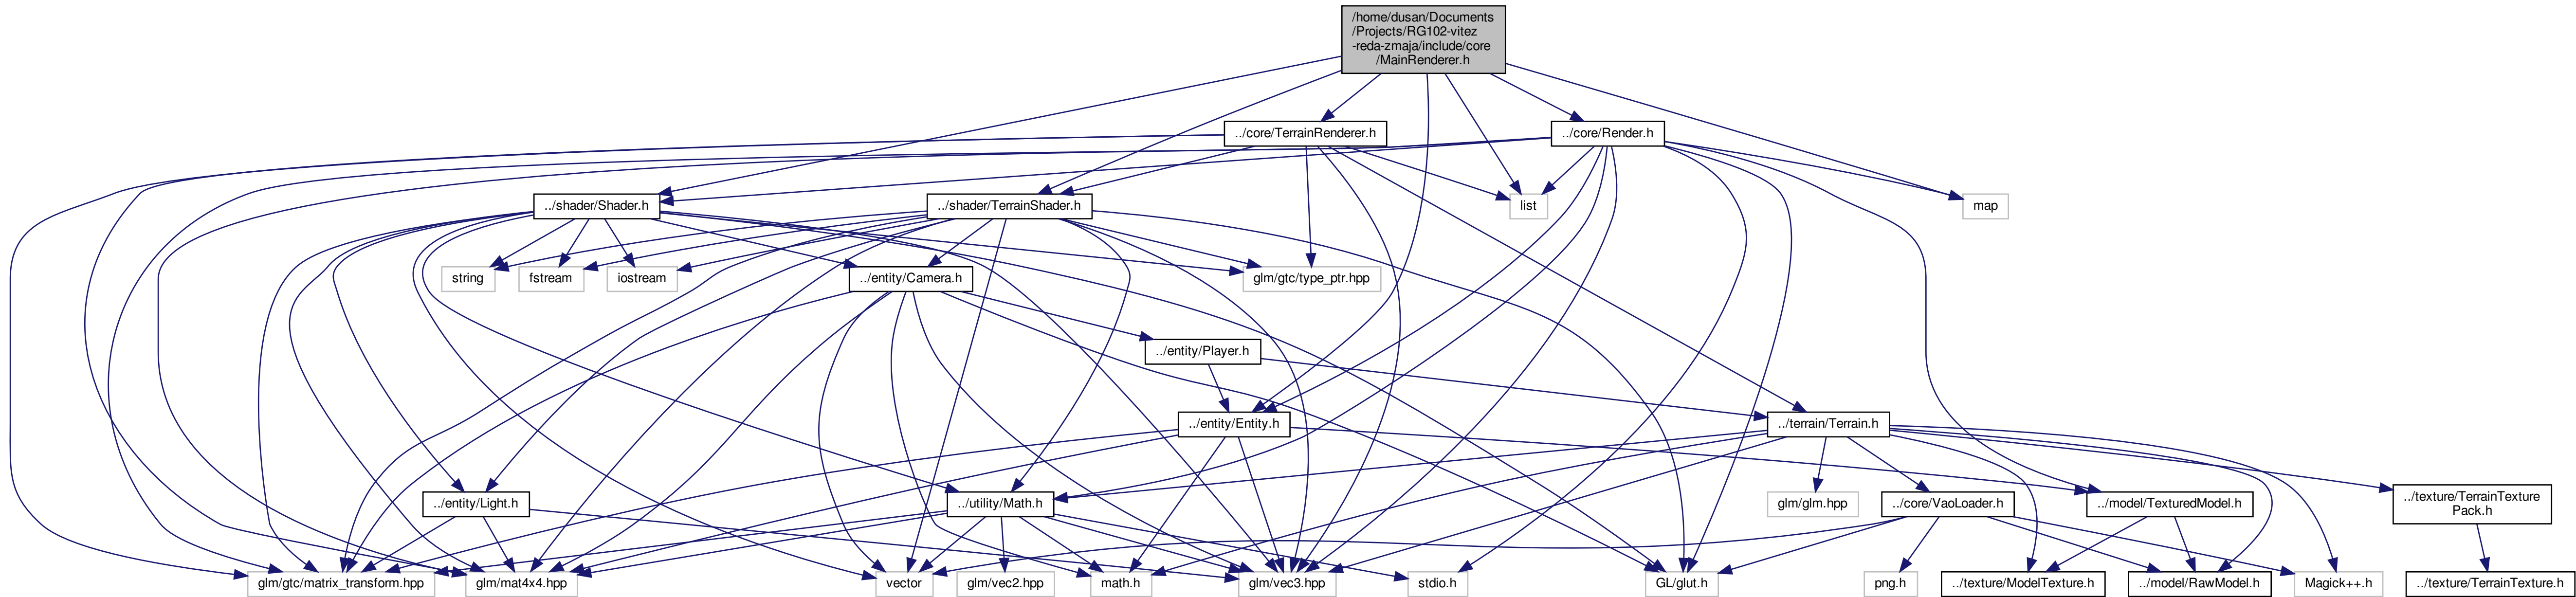 /home/dusan/Documents
/Projects/RG102-vitez
-reda-zmaja/include/core
/MainRenderer.h
../core/TerrainRenderer.h
../core/Render.h
../shader/Shader.h
../shader/TerrainShader.h
list
map
string
fstream
iostream
../entity/Camera.h
glm/gtc/type_ptr.hpp
../entity/Player.h
../entity/Entity.h
../terrain/Terrain.h
../entity/Light.h
../utility/Math.h
glm/glm.hpp
../core/VaoLoader.h
../model/TexturedModel.h
../texture/TerrainTexture
Pack.h
glm/gtc/matrix_transform.hpp
glm/mat4x4.hpp
vector
glm/vec2.hpp
math.h
glm/vec3.hpp
stdio.h
GL/glut.h
png.h
../texture/ModelTexture.h
../model/RawModel.h
Magick++.h
../texture/TerrainTexture.h